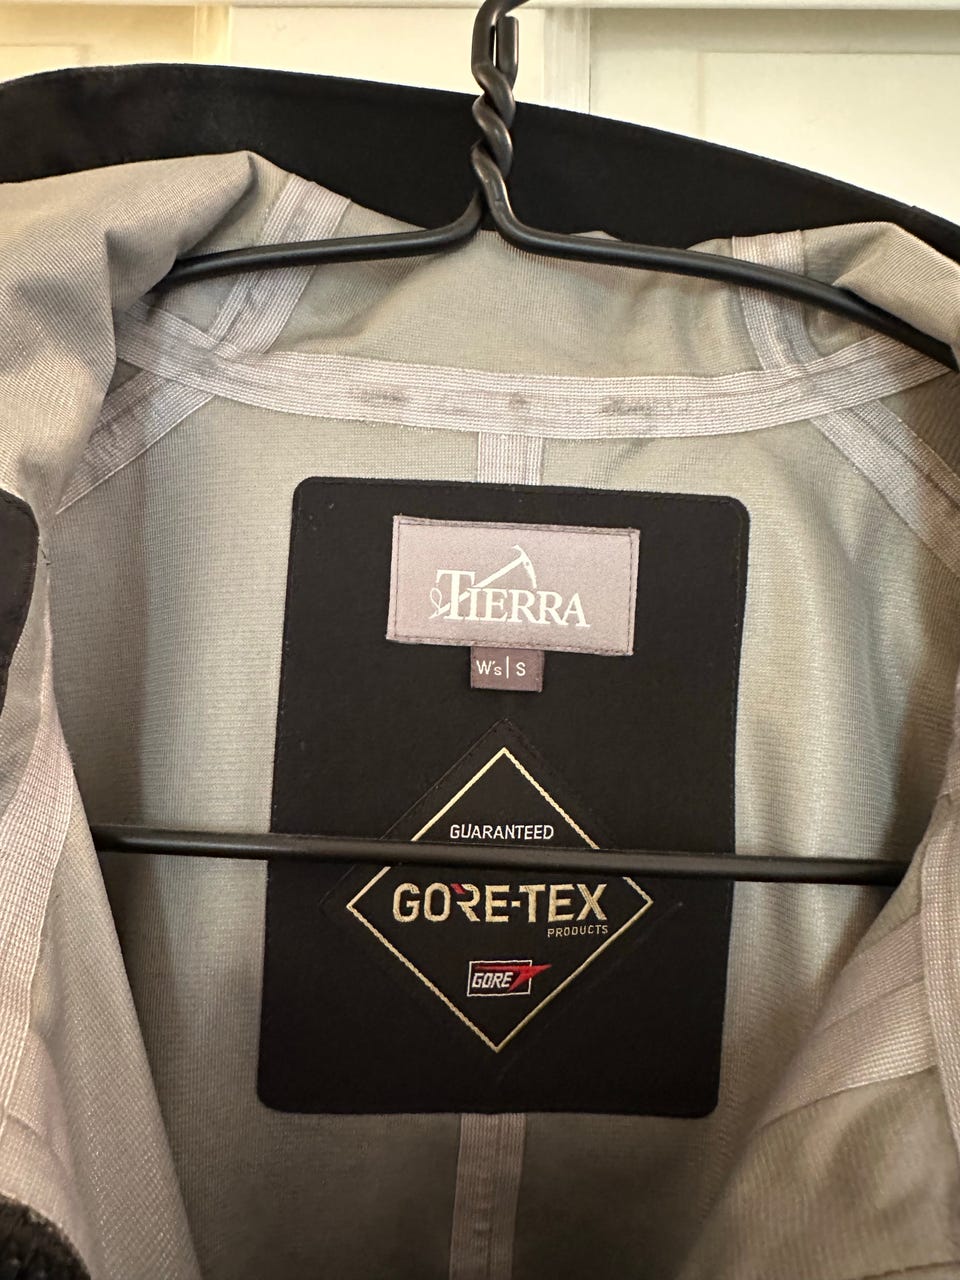 TIERRA
W's | S
GUARANTEED
GORE-TEX
PRODUCTS
GORE